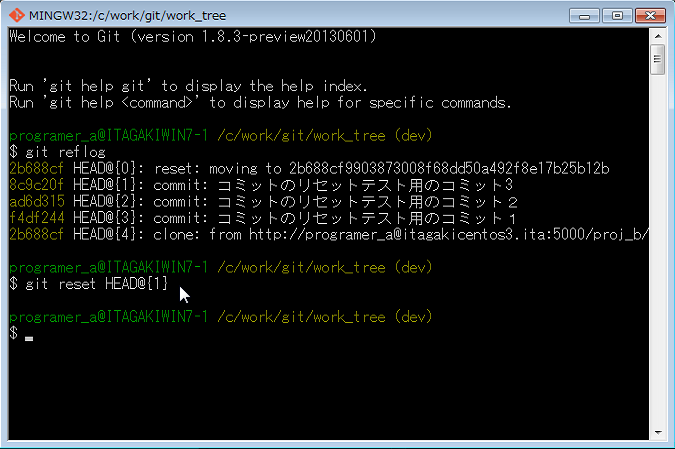 MINGW32:/c/work/git/work_tree
Welcome to Git (version 1.8.3-preview20130601)
Run 'git help git' to display the help index.
Run 'git help <command>' to display help for specific commands.
programer_a@ITAGAKIWIN7-1 /c/work/git/work_tree (dev)
$ git reflog
2b688cf HEAD@{0}: reset: moving to 2b688cf9903873008f68dd50a492f8e17b25b12b
8c9c20f HEAD@{1}: commit: コミットのリセットテスト用のコミット3
ad6d315 HEAD@{2}: commit: コミットのリセットテスト用のコミット２
f4df244 HEAD@{3}: commit: コミットのリセットテスト用のコミット１
2b688cf HEAD@{4}: clone: from http://programer_a@itagakicentos3.ita:5000/proj_b/
programer_a@ITAGAKIWIN7-1 /c/work/git/work_tree (dev)
$ git reset HEAD@{1}
programer_a@ITAGAKIWIN7-1 /c/work/git/work_tree (dev)
$